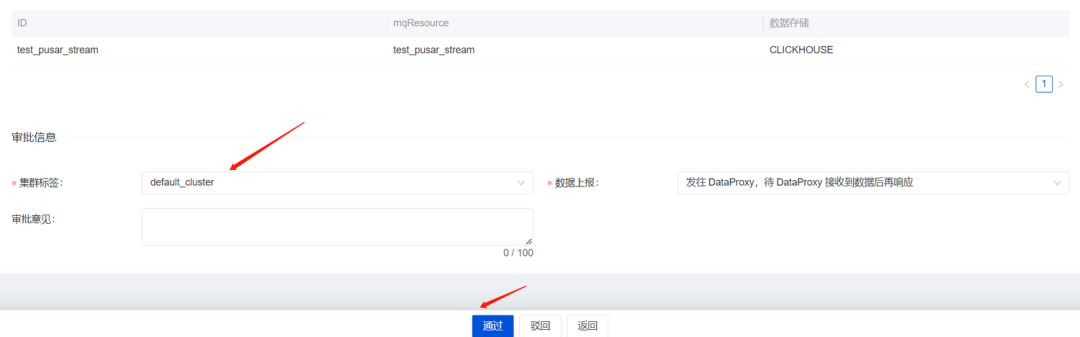 ID mqResource 数据存储
test_pusar_stream test_pusar_stream CLICKHOUSE
< 1 >
审批信息
* 集群标签： default_cluster * 数据上报： 发往 DataProxy，待 DataProxy 接收到数据后再响应
审批意见：
0 / 100
通过 驳回 返回